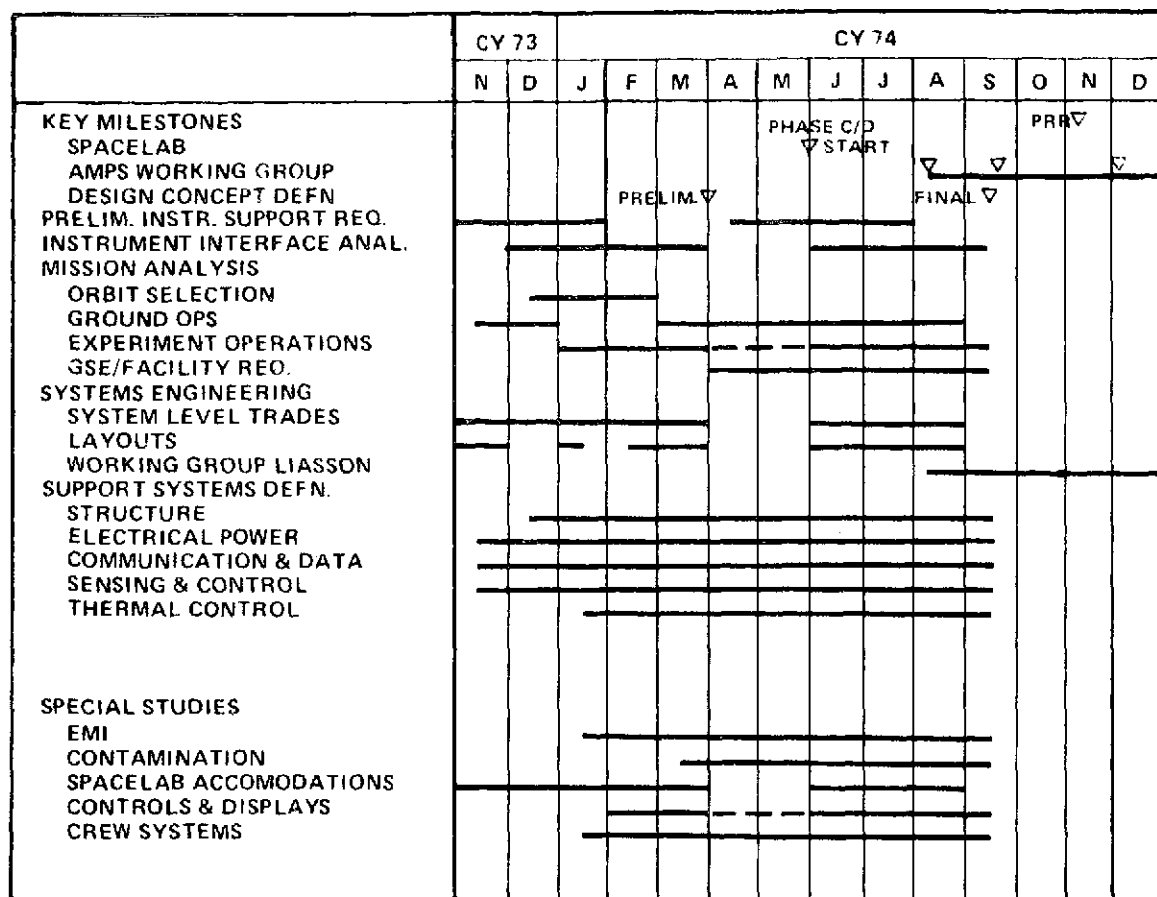 CY 73 CY 74
N D J F M A M J J A S O N D
KEY MILESTONES PHASE C/D PRR
SPACELAB START
AMPS WORKING GROUP
DESIGN CONCEPT DEFN PRELIM. FINAL
PRELIM. INSTR. SUPPORT REQ.
INSTRUMENT INTERFACE ANAL.
MISSION ANALYSIS
ORBIT SELECTION
GROUND OPS
EXPERIMENT OPERATIONS
GSE/FACILITY REQ.
SYSTEMS ENGINEERING
SYSTEM LEVEL TRADES
LAYOUTS
WORKING GROUP LIASSON
SUPPORT SYSTEMS DEFN.
STRUCTURE
ELECTRICAL POWER
COMMUNICATION & DATA
SENSING & CONTROL
THERMAL CONTROL
SPECIAL STUDIES
EMI
CONTAMINATION
SPACELAB ACCOMODATIONS
CONTROLS & DISPLAYS
CREW SYSTEMS